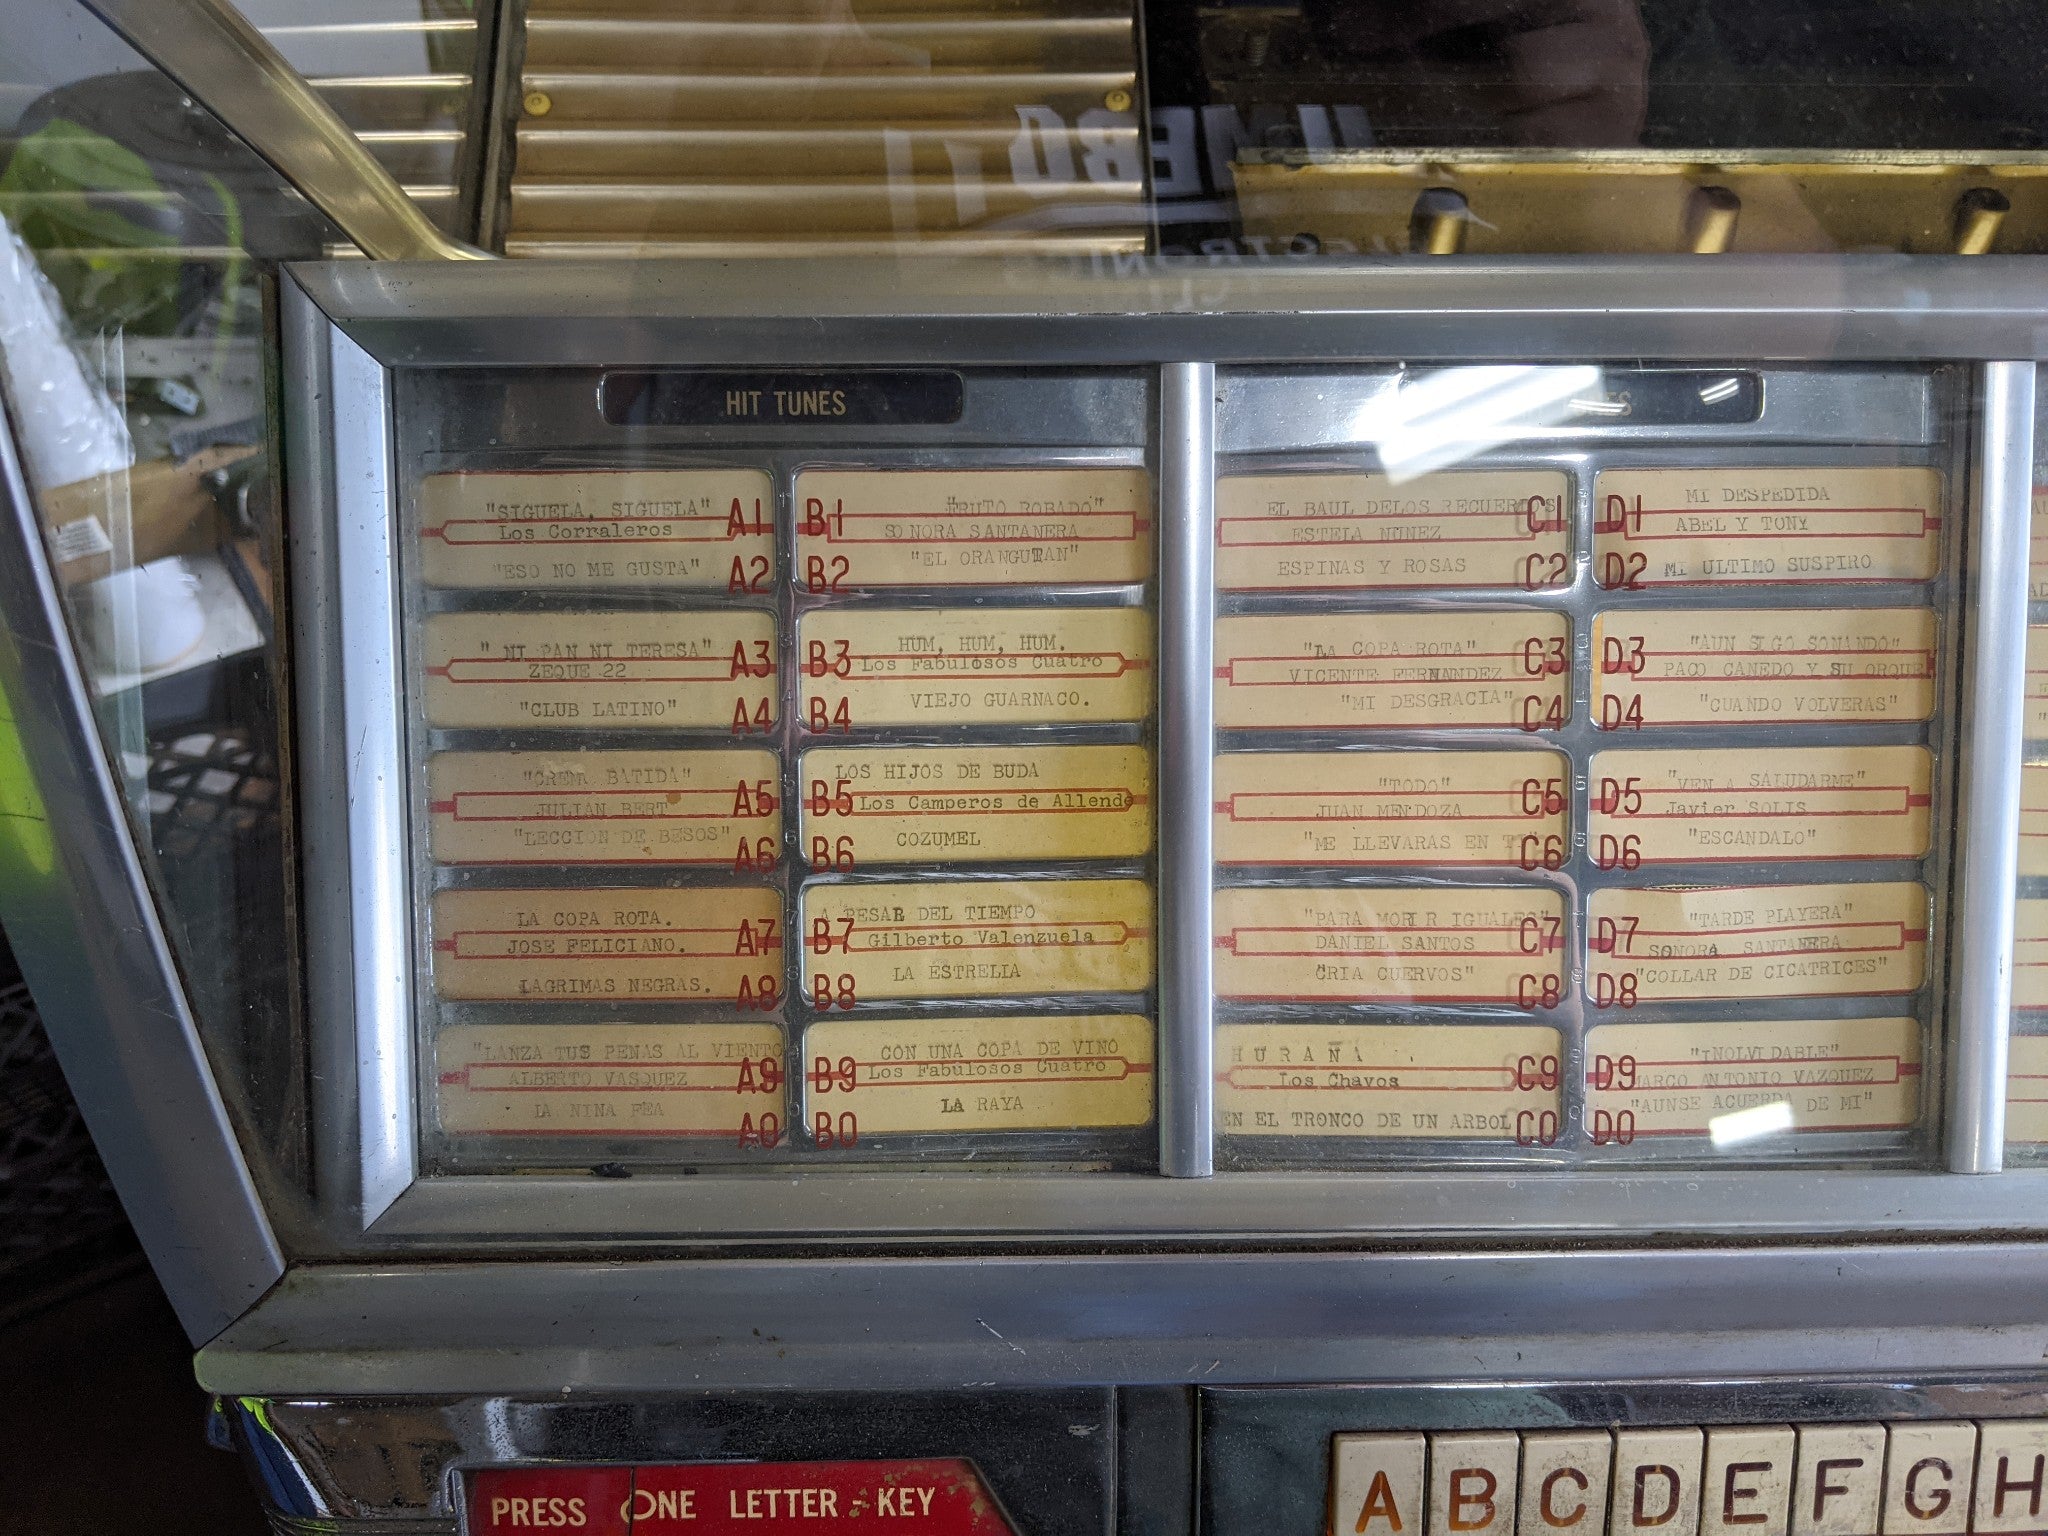 HIT TUNES
"SIGUELA, SIGUELA"
Los Corraleros
A1
"ESO NO ME GUSTA"
A2
" NI PAN NI TERESA"
ZEQUE 22
A3
"CLUB LATINO"
A4
"CREMA BATIDA"
JULIAN BERT
A5
"LECCION DE BESOS"
A6
LA COPA ROTA.
JOSE FELICIANO.
A7
LAGRIMAS NEGRAS.
A8
"LANZA TUS PENAS AL VIENTO
ALBERTO VASQUEZ
A9
LA NINA FEA
A0
B1
"FRUTO ROBADO"
SONORA SANTANERA
B2
"EL ORANGUTAN"
B3
HUM, HUM, HUM.
Los Fabulosos Cuatro
B4
VIEJO GUARNACO.
LOS HIJOS DE BUDA
B5
Los Camperos de Allende
B6
COZUMEL
A PESAR DEL TIEMPO
B7
Gilberto Valenzuela
B8
LA ESTRELIA
CON UNA COPA DE VINO
B9
Los Fabulosos Cuatro
B0
LA RAYA
EL BAUL DELOS RECUERDOS
ESTELA NUNEZ
C1
ESPINAS Y ROSAS
C2
"LA COPA ROTA"
VICENTE FERNANDEZ
C3
"MI DESGRACIA"
C4
"TODO"
JUAN MENDOZA
C5
"ME LLEVARAS EN TI"
C6
"PARA MORIR IGUALES"
DANIEL SANTOS
C7
CRIA CUERVOS"
C8
HURAÑA
Los Chavos
C9
EN EL TRONCO DE UN ARBOL
C0
MI DESPEDIDA
D1
ABEL Y TONY
D2
MI ULTIMO SUSPIRO
"AUN SIGO SONANDO"
D3
PACO CANEDO Y SU ORQUE
D4
"CUANDO VOLVERAS"
"VEN A SALUDARME"
D5
Javier SOLIS
D6
"ESCANDALO"
"TARDE PLAYERA"
D7
SONORA SANTANERA
D8
"COLLAR DE CICATRICES"
"INOLVIDABLE"
D9
MARCO ANTONIO VAZQUEZ
"AUNSE ACUERDA DE MI"
D0
PRESS ONE LETTER - KEY
A B C D E F G H